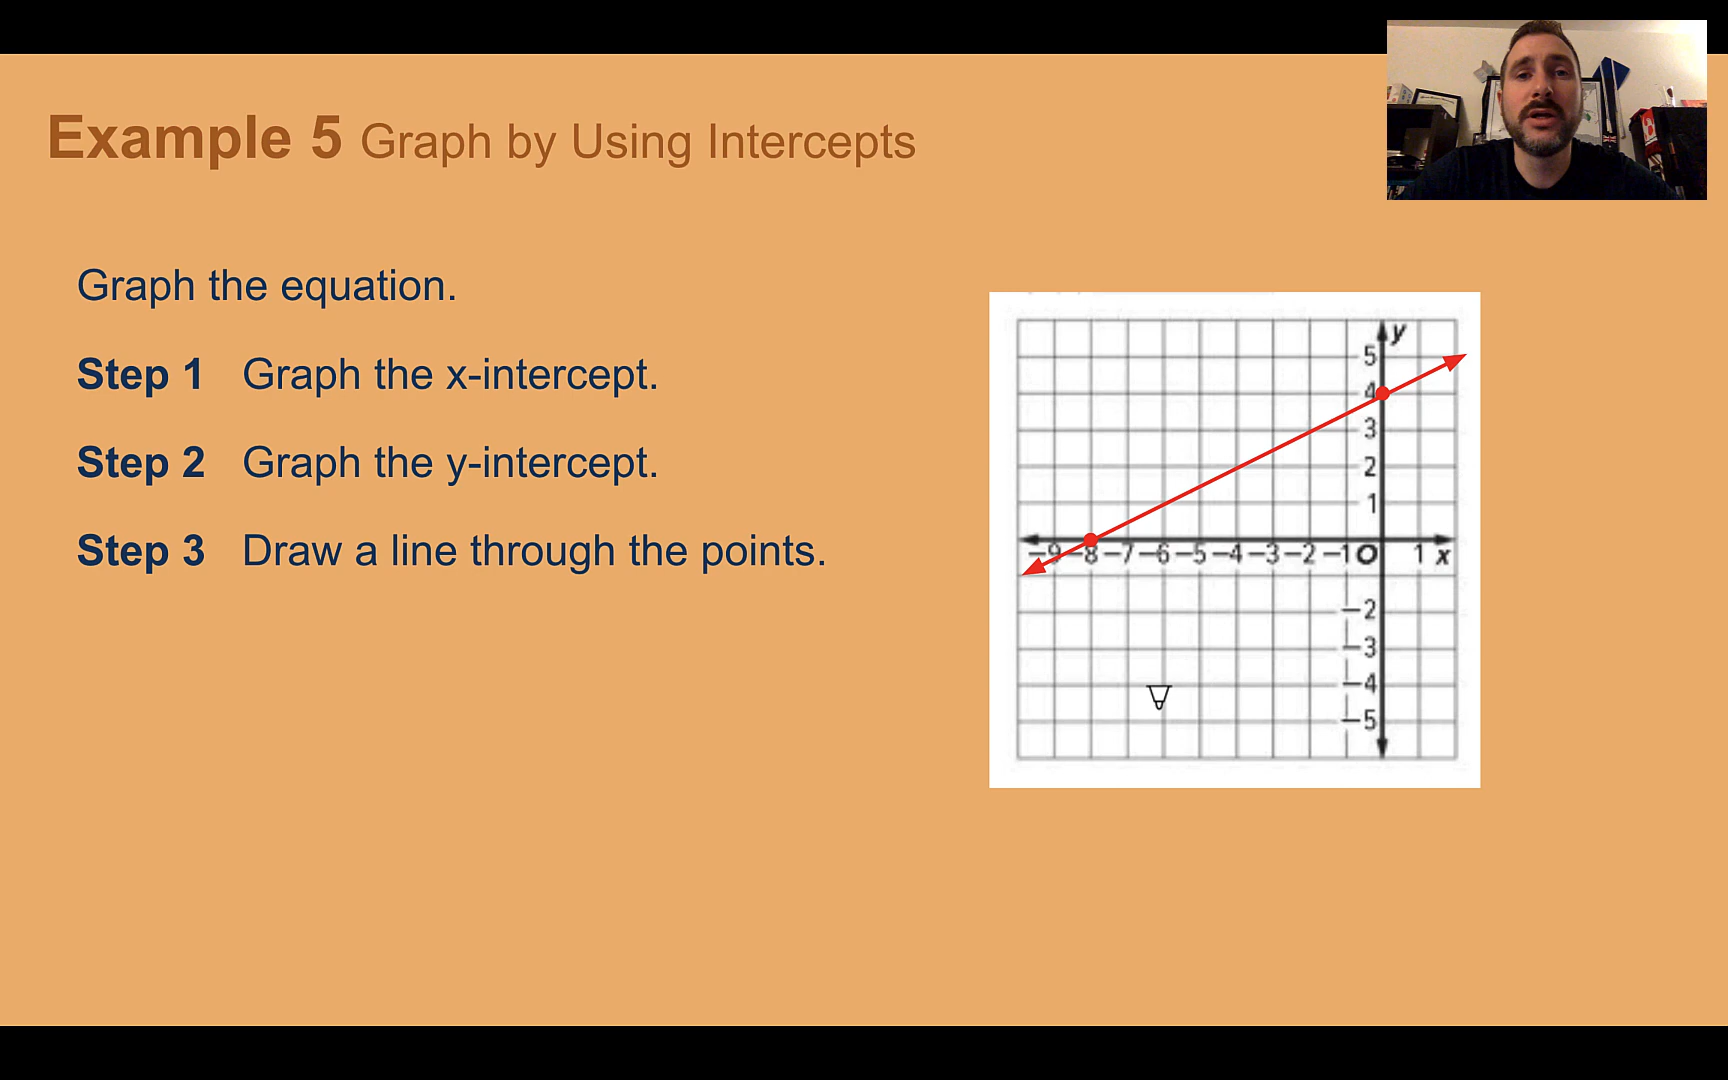 Example 5 Graph by Using Intercepts
Graph the equation.
Step 1 Graph the x-intercept.
Step 2 Graph the y-intercept.
Step 3 Draw a line through the points.
y
5
4
3
2
1
−9 −8 −7 −6 −5 −4 −3 −2 −1 O 1 x
−2
−3
−4
−5